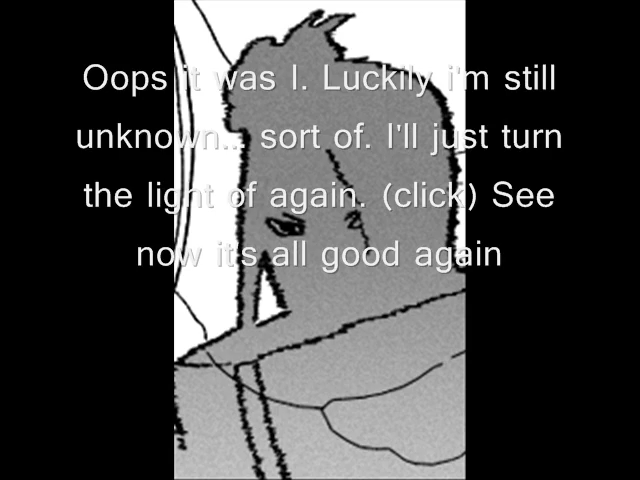 Oops it was I. Luckily i'm still
unknown... sort of. I'll just turn
the light of again. (click) See
now it's all good again